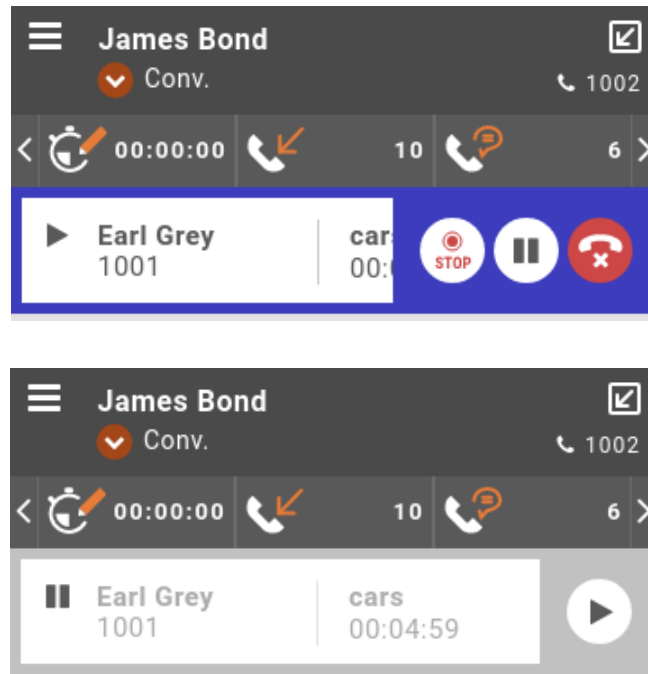 James Bond
Conv.
1002
00:00:00 10 6
Earl Grey
1001
STOP
James Bond
Conv.
1002
00:00:00 10 6
Earl Grey cars
1001 00:04:59